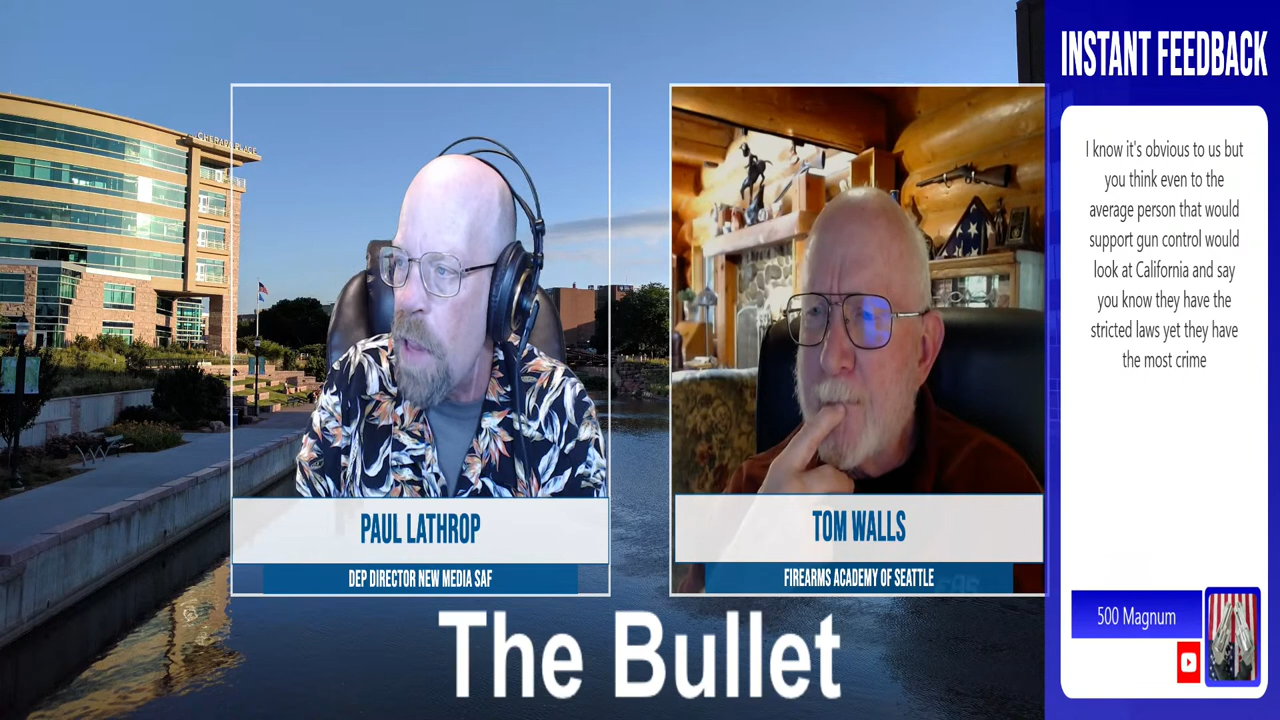 CHEROKEE PLACE
INSTANT FEEDBACK
I know it's obvious to us but
you think even to the
average person that would
support gun control would
look at California and say
you know they have the
stricted laws yet they have
the most crime
PAUL LATHROP
DEP DIRECTOR NEW MEDIA SAF
TOM WALLS
FIREARMS ACADEMY OF SEATTLE
The Bullet
500 Magnum